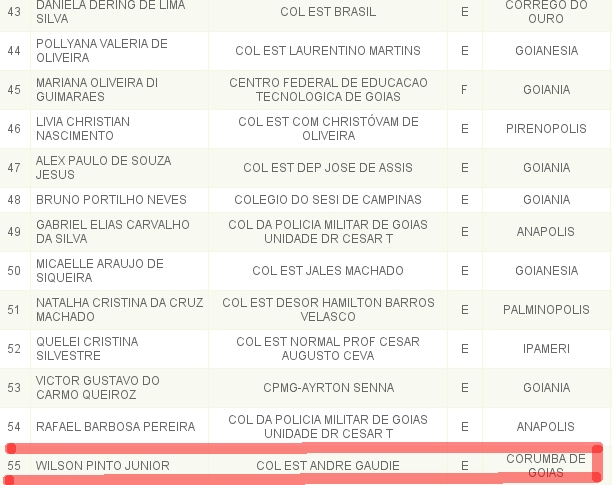 43 DANIELA DERING DE LIMA SILVA COL EST BRASIL E CORREGO DO OURO
44 POLLYANA VALERIA DE OLIVEIRA COL EST LAURENTINO MARTINS E GOIANESIA
45 MARIANA OLIVEIRA DI GUIMARAES CENTRO FEDERAL DE EDUCACAO TECNOLOGICA DE GOIAS F GOIANIA
46 LIVIA CHRISTIAN NASCIMENTO COL EST COM CHRISTÓVAM DE OLIVEIRA E PIRENOPOLIS
47 ALEX PAULO DE SOUZA JESUS COL EST DEP JOSE DE ASSIS E GOIANIA
48 BRUNO PORTILHO NEVES COLEGIO DO SESI DE CAMPINAS E GOIANIA
49 GABRIEL ELIAS CARVALHO DA SILVA COL DA POLICIA MILITAR DE GOIAS UNIDADE DR CESAR T E ANAPOLIS
50 MICAELLE ARAUJO DE SIQUEIRA COL EST JALES MACHADO E GOIANESIA
51 NATALHA CRISTINA DA CRUZ MACHADO COL EST DESOR HAMILTON BARROS VELASCO E PALMINOPOLIS
52 QUELEI CRISTINA SILVESTRE COL EST NORMAL PROF CESAR AUGUSTO CEVA E IPAMERI
53 VICTOR GUSTAVO DO CARMO QUEIROZ CPMG-AYRTON SENNA E GOIANIA
54 RAFAEL BARBOSA PEREIRA COL DA POLICIA MILITAR DE GOIAS UNIDADE DR CESAR T E ANAPOLIS
55 WILSON PINTO JUNIOR COL EST ANDRE GAUDIE E CORUMBA DE GOIAS